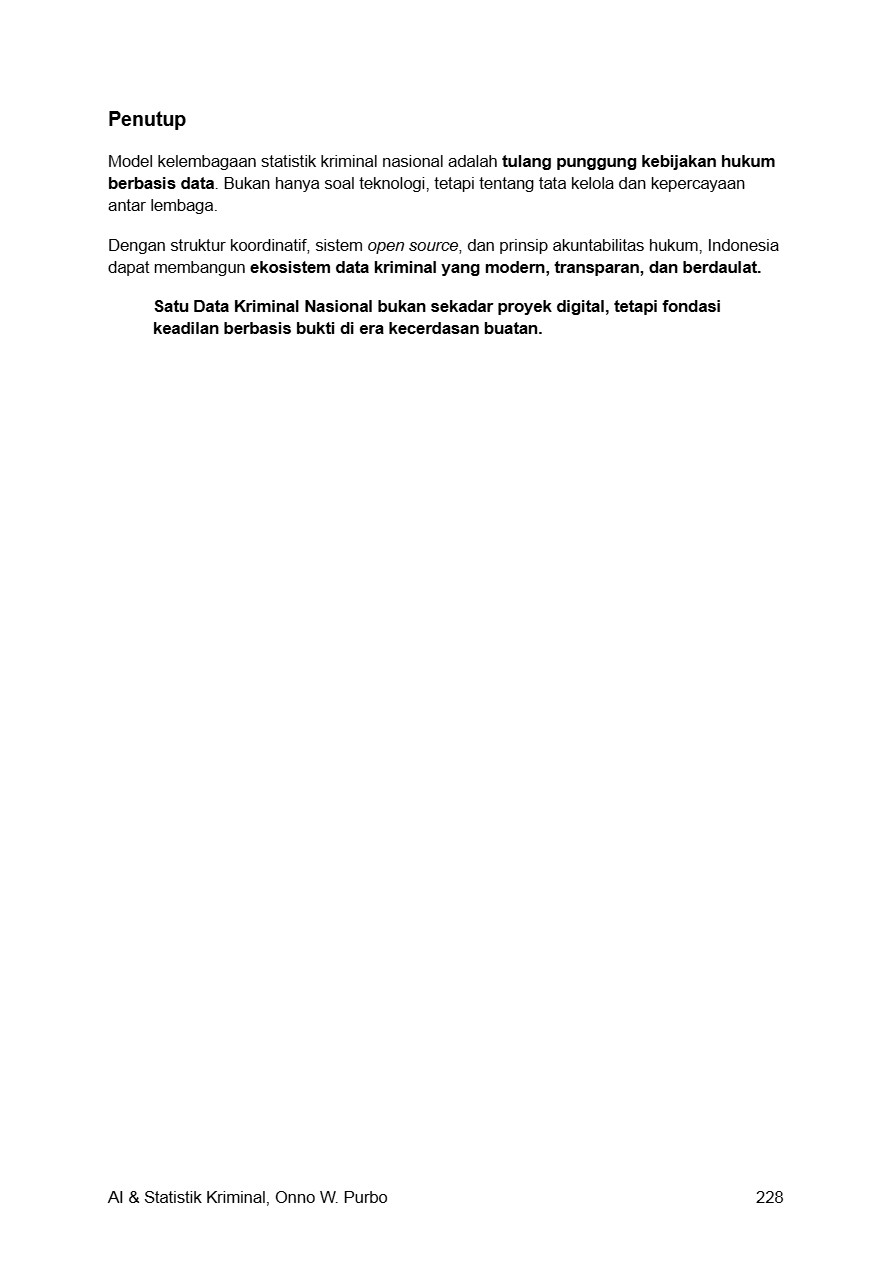 Penutup
Model kelembagaan statistik kriminal nasional adalah tulang punggung kebijakan hukum
berbasis data. Bukan hanya soal teknologi, tetapi tentang tata kelola dan kepercayaan
antar lembaga.
Dengan struktur koordinatif, sistem open source, dan prinsip akuntabilitas hukum, Indonesia
dapat membangun ekosistem data kriminal yang modern, transparan, dan berdaulat.
Satu Data Kriminal Nasional bukan sekadar proyek digital, tetapi fondasi
keadilan berbasis bukti di era kecerdasan buatan.
AI & Statistik Kriminal, Onno W. Purbo 228